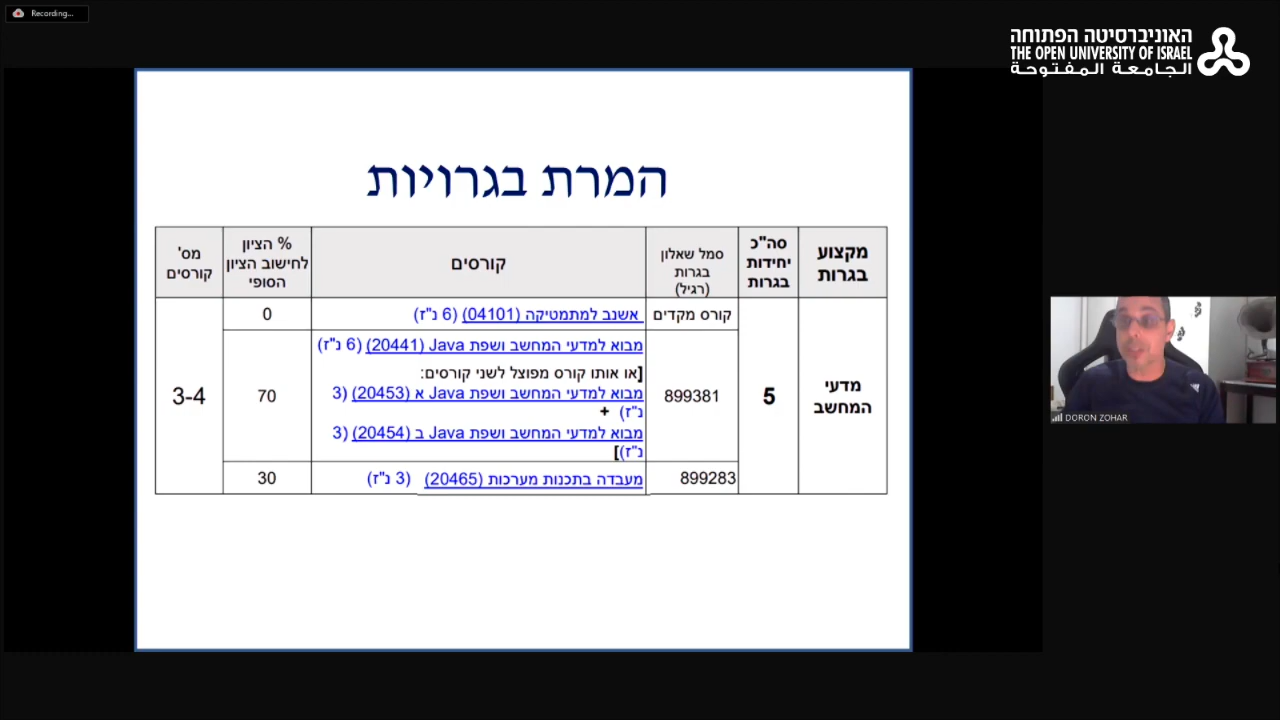 Recording...
האוניברסיטה הפתוחה
THE OPEN UNIVERSITY OF ISRAEL
الجامعة المفتوحة
המרת בגרויות
מקצוע בגרות
סה"כ יחידות בגרות
סמל שאלון בגרות (רגיל)
קורסים
% הציון לחישוב הציון הסופי
מס' קורסים
מדעי המחשב
5
קורס מקדים
אשנב למתמטיקה (04101) (6 נ"ז)
0
3-4
899381
מבוא למדעי המחשב ושפת Java (20441) (6 נ"ז)
[או אותו קורס מפוצל לשני קורסים:
מבוא למדעי המחשב ושפת Java א (20453) (3
נ"ז) +
מבוא למדעי המחשב ושפת Java ב (20454) (3
נ"ז)]
70
899283
מעבדה בתכנות מערכות (20465) (3 נ"ז)
30
DORON ZOHAR